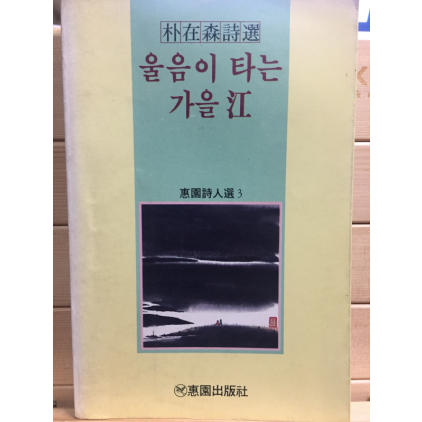 朴在森詩選
울음이 타는
가을 江
惠園詩人選 3
惠園出版社